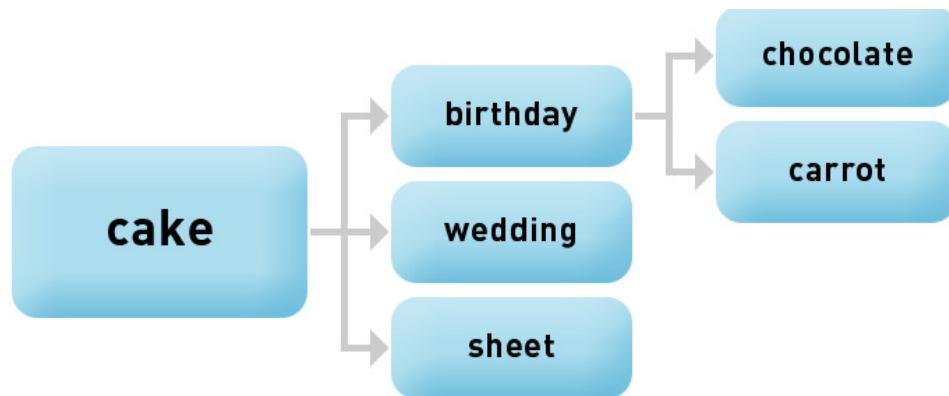 cake
birthday
wedding
sheet
chocolate
carrot